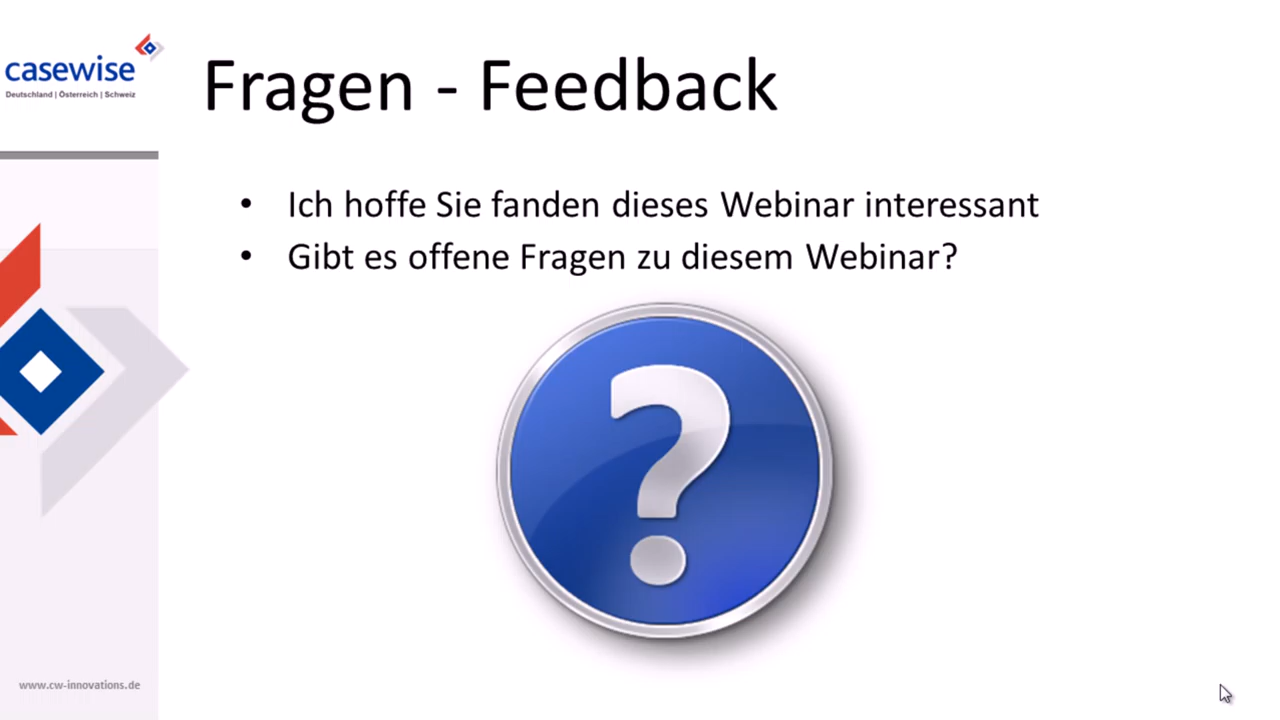 casewise
Deutschland | Österreich | Schweiz
Fragen - Feedback
• Ich hoffe Sie fanden dieses Webinar interessant
• Gibt es offene Fragen zu diesem Webinar?
?
www.cw-innovations.de